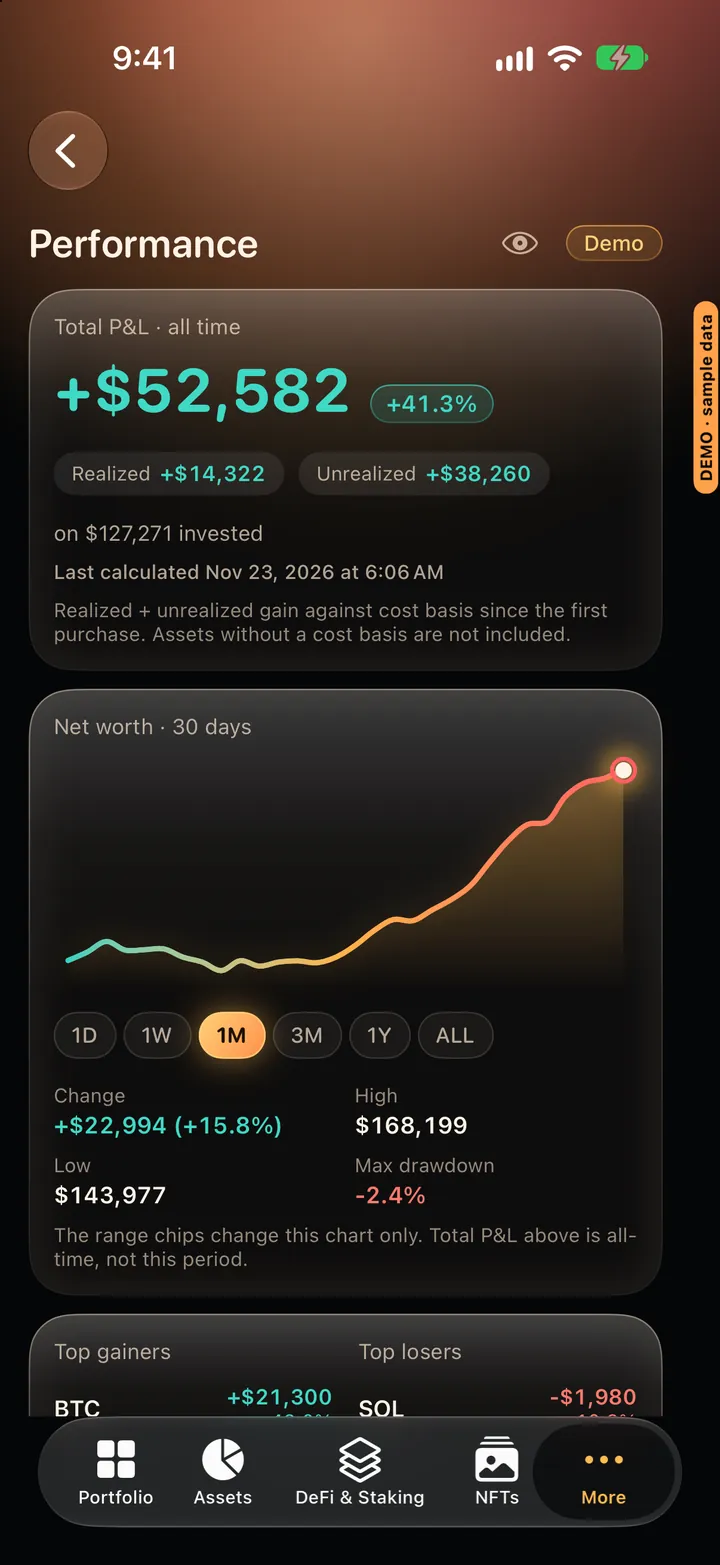 9:41
Performance
Demo
DEMO · sample data
Total P&L · all time
+$52,582 +41.3%
Realized +$14,322 Unrealized +$38,260
on $127,271 invested
Last calculated Nov 23, 2026 at 6:06 AM
Realized + unrealized gain against cost basis since the first
purchase. Assets without a cost basis are not included.
Net worth · 30 days
1D 1W 1M 3M 1Y ALL
Change High
+$22,994 (+15.8%) $168,199
Low Max drawdown
$143,977 -2.4%
The range chips change this chart only. Total P&L above is all-
time, not this period.
Top gainers Top losers
BTC +$21,300 SOL -$1,980
Portfolio Assets DeFi & Staking NFTs More